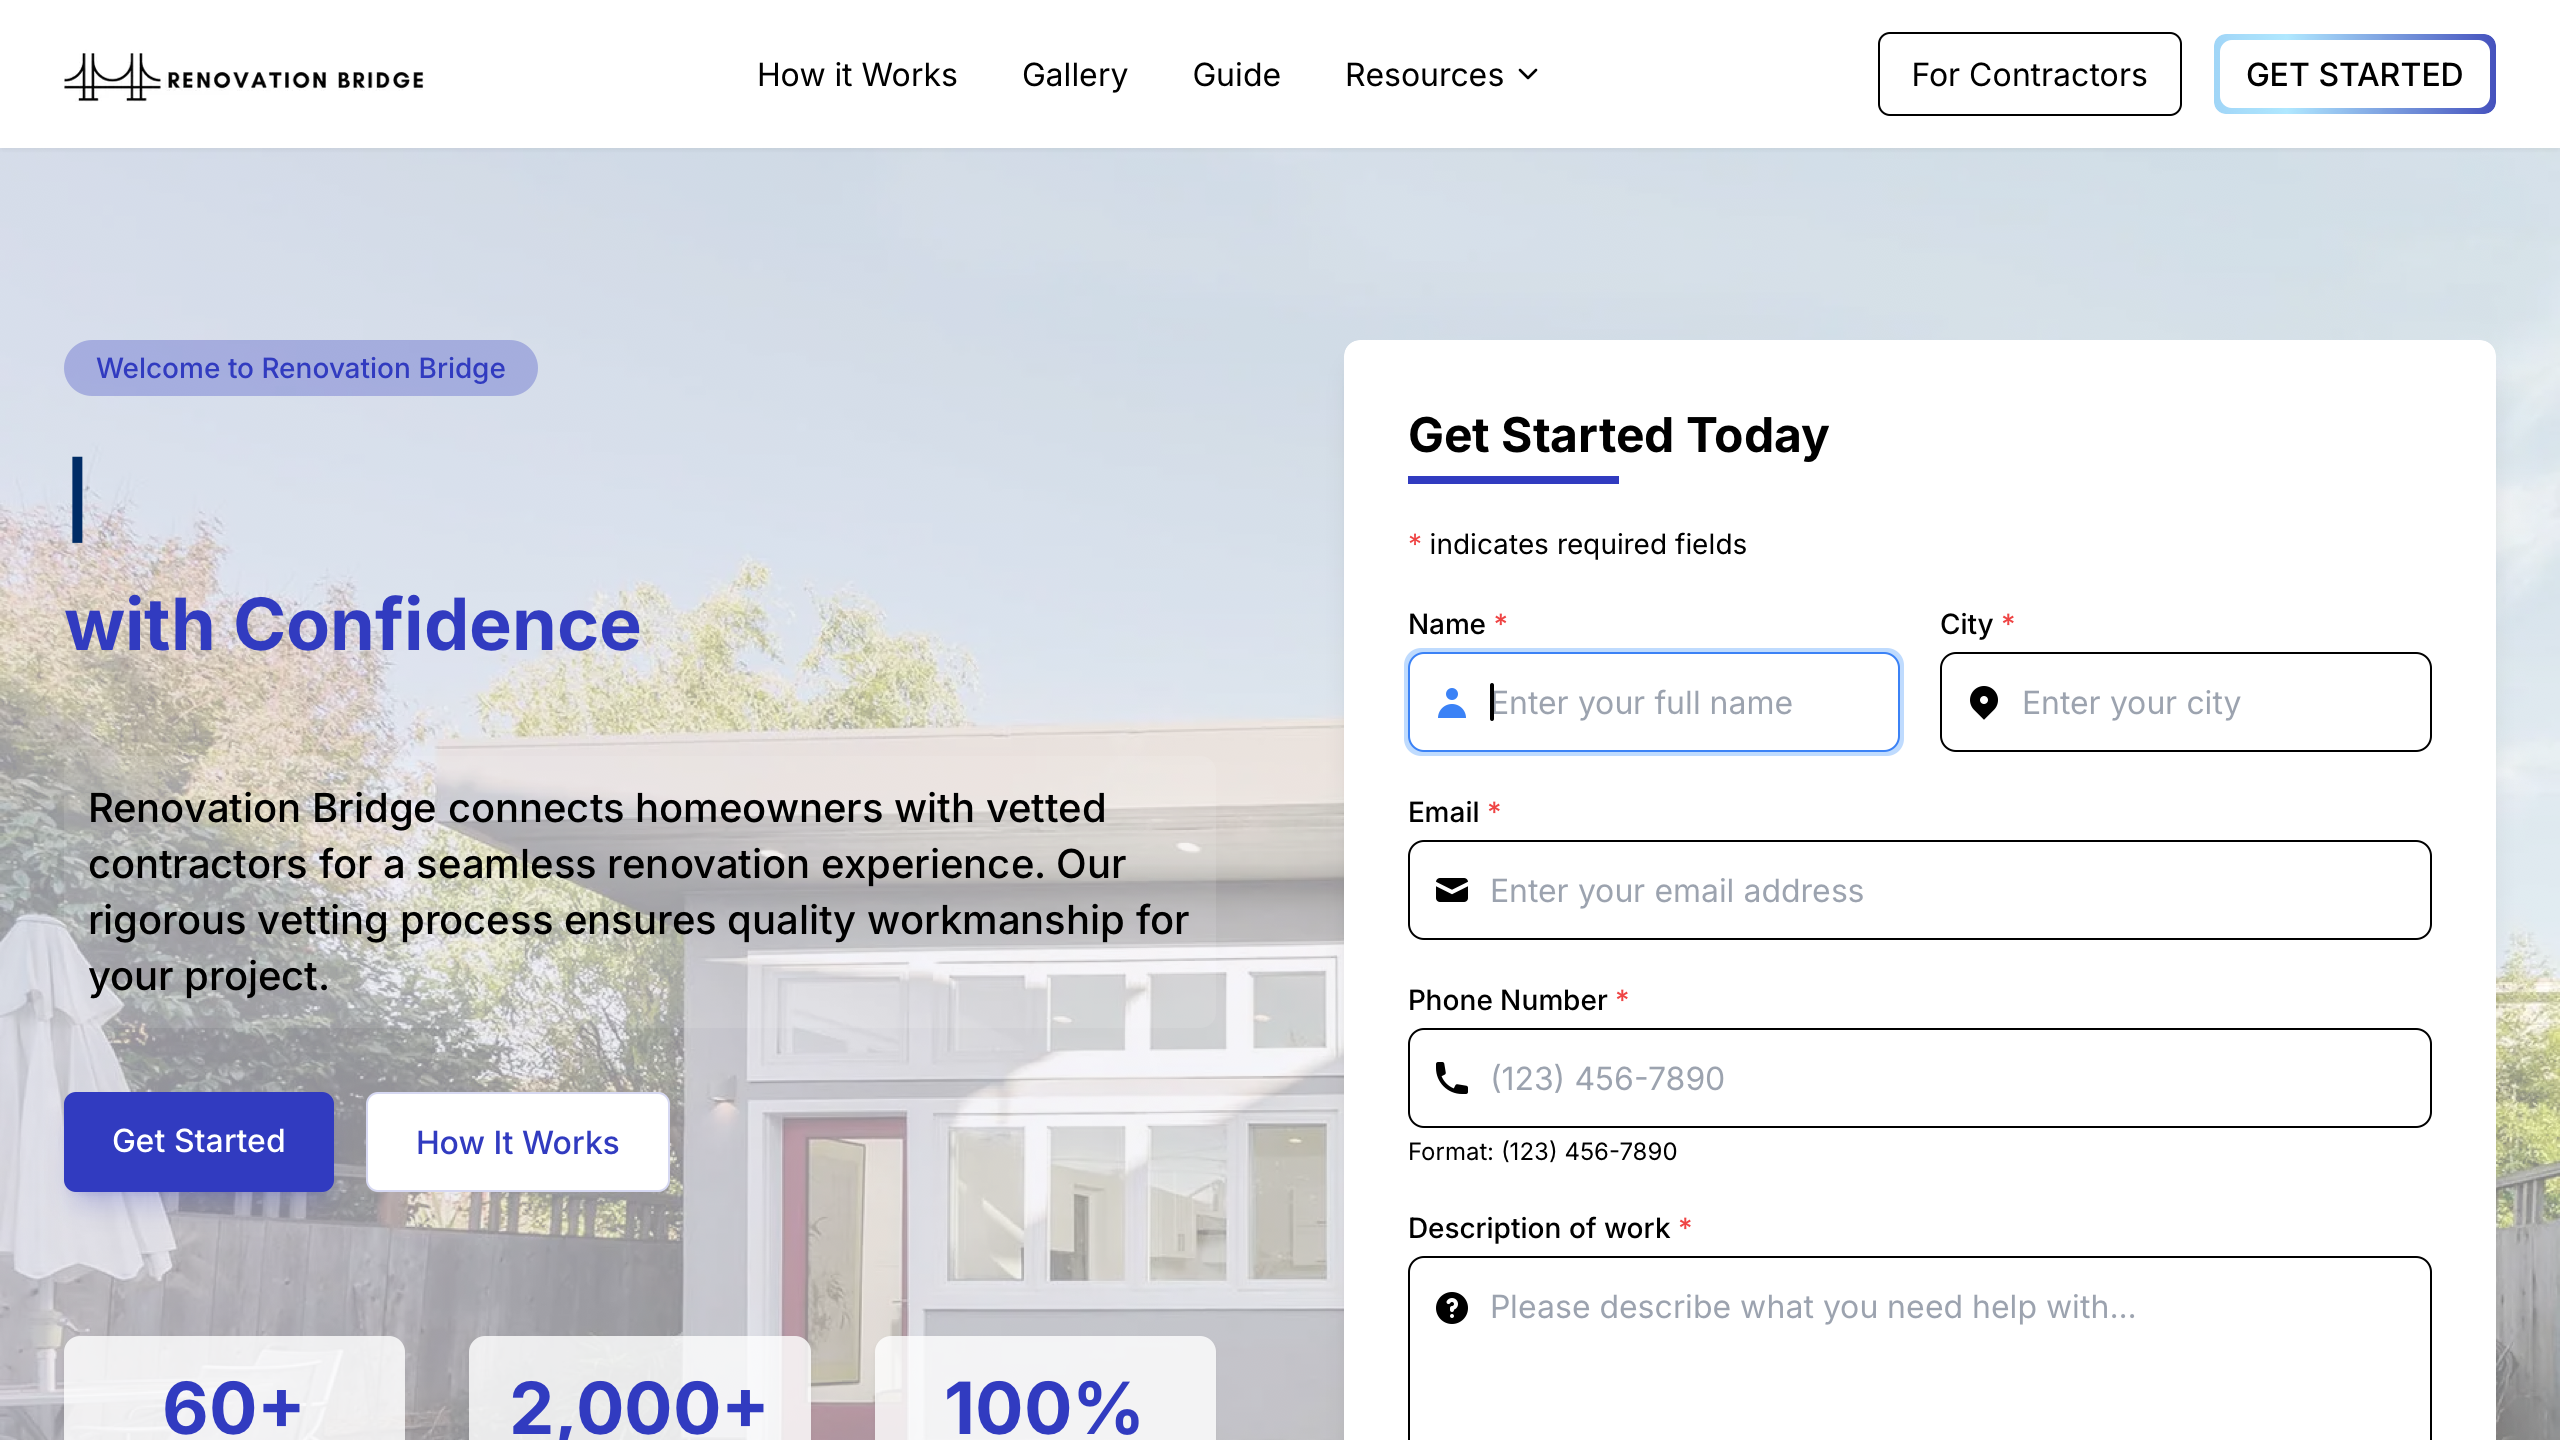 RENOVATION BRIDGE
How it Works
Gallery
Guide
Resources
For Contractors
GET STARTED
Welcome to Renovation Bridge
with Confidence
Renovation Bridge connects homeowners with vetted
contractors for a seamless renovation experience. Our
rigorous vetting process ensures quality workmanship for
your project.
Get Started
How It Works
60+
2,000+
100%
Get Started Today
* indicates required fields
Name *
Enter your full name
City *
Enter your city
Email *
Enter your email address
Phone Number *
(123) 456-7890
Format: (123) 456-7890
Description of work *
Please describe what you need help with...